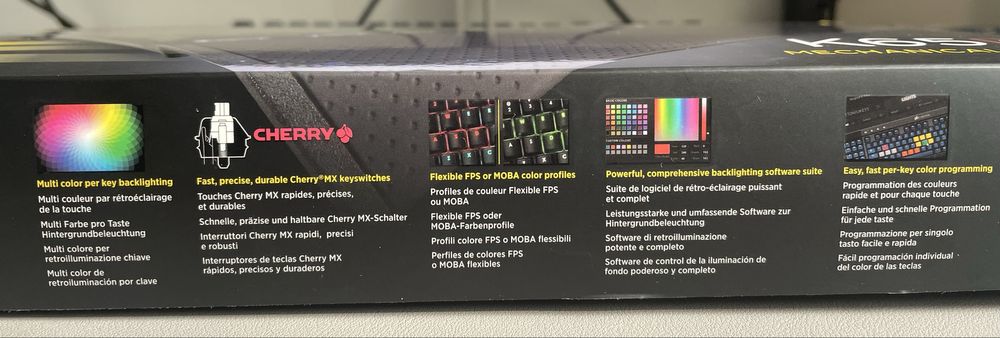 K65
MECHANICAL
CHERRY
Multi color per key backlighting
Multi couleur par rétroéclairage
de la touche
Multi Farbe pro Taste
Hintergrundbeleuchtung
Multi colore per
retroilluminazione chiave
Multi color de
retroiluminación por clave
Fast, precise, durable Cherry®MX keyswitches
Touches Cherry MX rapides, précises,
et durables
Schnelle, präzise und haltbare Cherry MX-Schalter
Interruttori Cherry MX rapidi, precisi
e robusti
Interruptores de teclas Cherry MX
rápidos, precisos y duraderos
Flexible FPS or MOBA color profiles
Profiles de couleur Flexible FPS
ou MOBA
Flexible FPS oder
MOBA-Farbenprofile
Profili colore FPS o MOBA flessibili
Perfiles de colores FPS
o MOBA flexibles
Powerful, comprehensive backlighting software suite
Suite de logiciel de rétro-éclairage puissant
et complet
Leistungsstarke und umfassende Software zur
Hintergrundbeleuchtung
Software di retroilluminazione
potente e completo
Software de control de la iluminación de
fondo poderoso y completo
LIGHTS
Easy, fast per-key color programming
Programmation des couleurs
rapide et pour chaque touche
Einfache und schnelle Programmation
für jede taste
Programmazione per singolo
tasto facile e rapida
Fácil programación individual
del color de las teclas